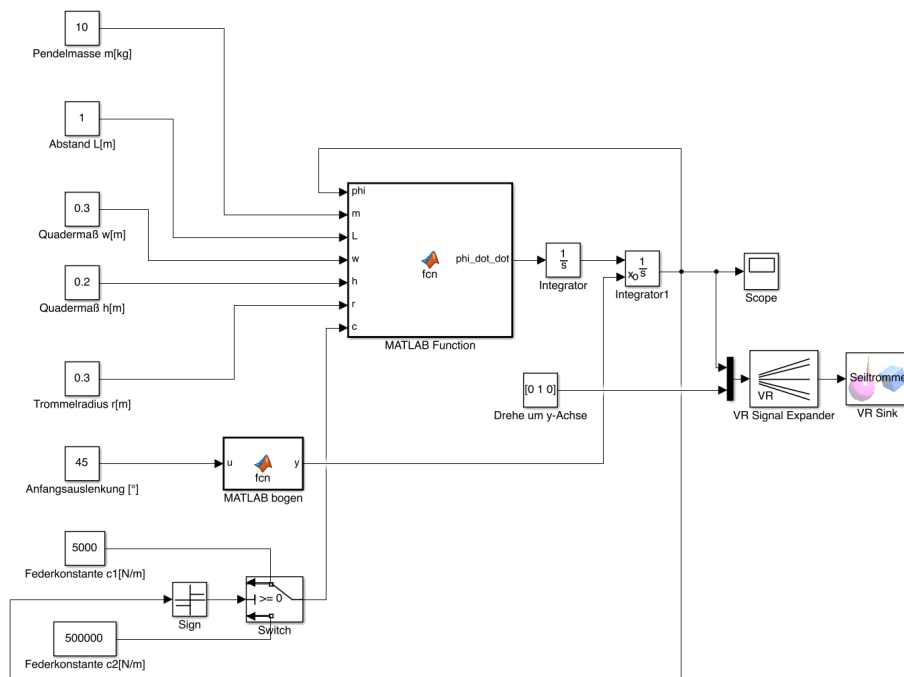 10
Pendelmasse m[kg]
1
Abstand L[m]
0.3
Quadermaß w[m]
0.2
Quadermaß h[m]
0.3
Trommelradius r[m]
45
Anfangsauslenkung [°]
5000
Federkonstante c1[N/m]
500000
Federkonstante c2[N/m]
Sign
>= 0
Switch
u
fcn
y
MATLAB bogen
phi
m
L
w
h
r
c
fcn
phi_dot_dot
MATLAB Function
1
s
Integrator
xo
1
s
Integrator1
Scope
[0 1 0]
Drehe um y-Achse
VR
VR Signal Expander
Seiltromme
VR Sink